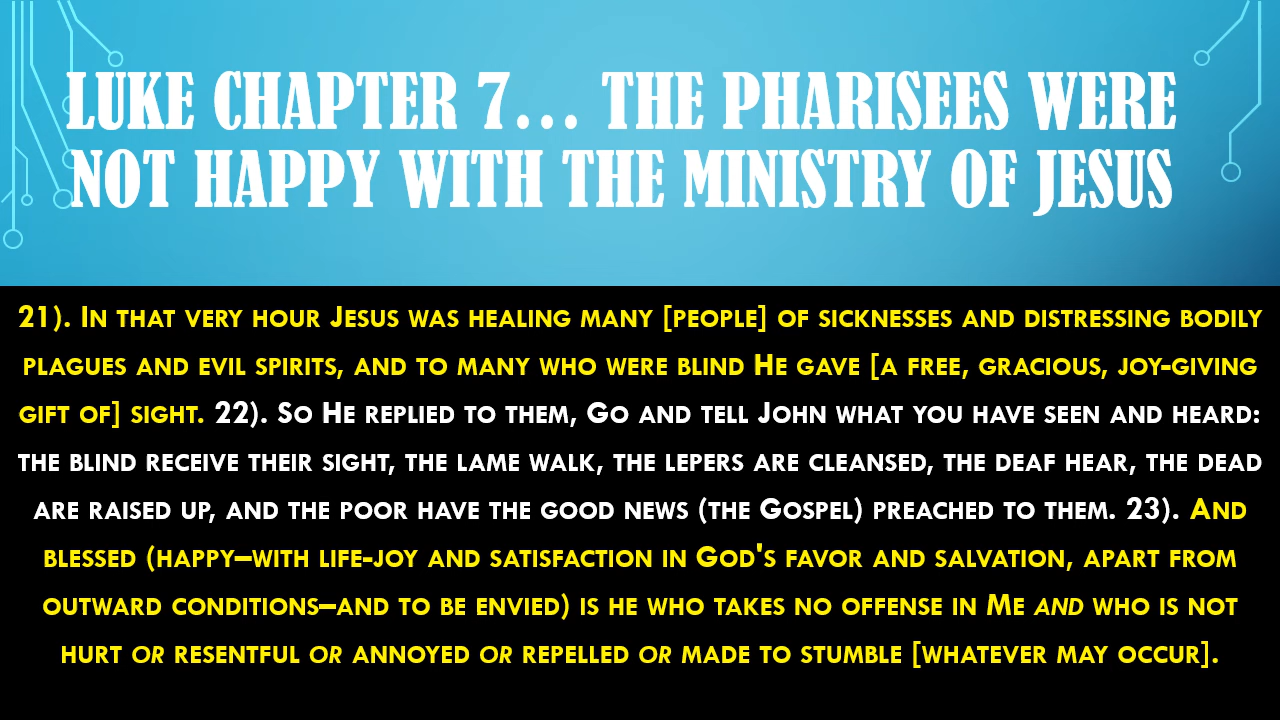 LUKE CHAPTER 7... THE PHARISEES WERE
NOT HAPPY WITH THE MINISTRY OF JESUS
21). In that very hour Jesus was healing many [people] of sicknesses and distressing bodily
plagues and evil spirits, and to many who were blind He gave [a free, gracious, joy-giving
gift of] sight. 22). So He replied to them, Go and tell John what you have seen and heard:
the blind receive their sight, the lame walk, the lepers are cleansed, the deaf hear, the dead
are raised up, and the poor have the good news (the Gospel) preached to them. 23). And
blessed (happy—with life-joy and satisfaction in God's favor and salvation, apart from
outward conditions—and to be envied) is he who takes no offense in Me and who is not
hurt or resentful or annoyed or repelled or made to stumble [whatever may occur].